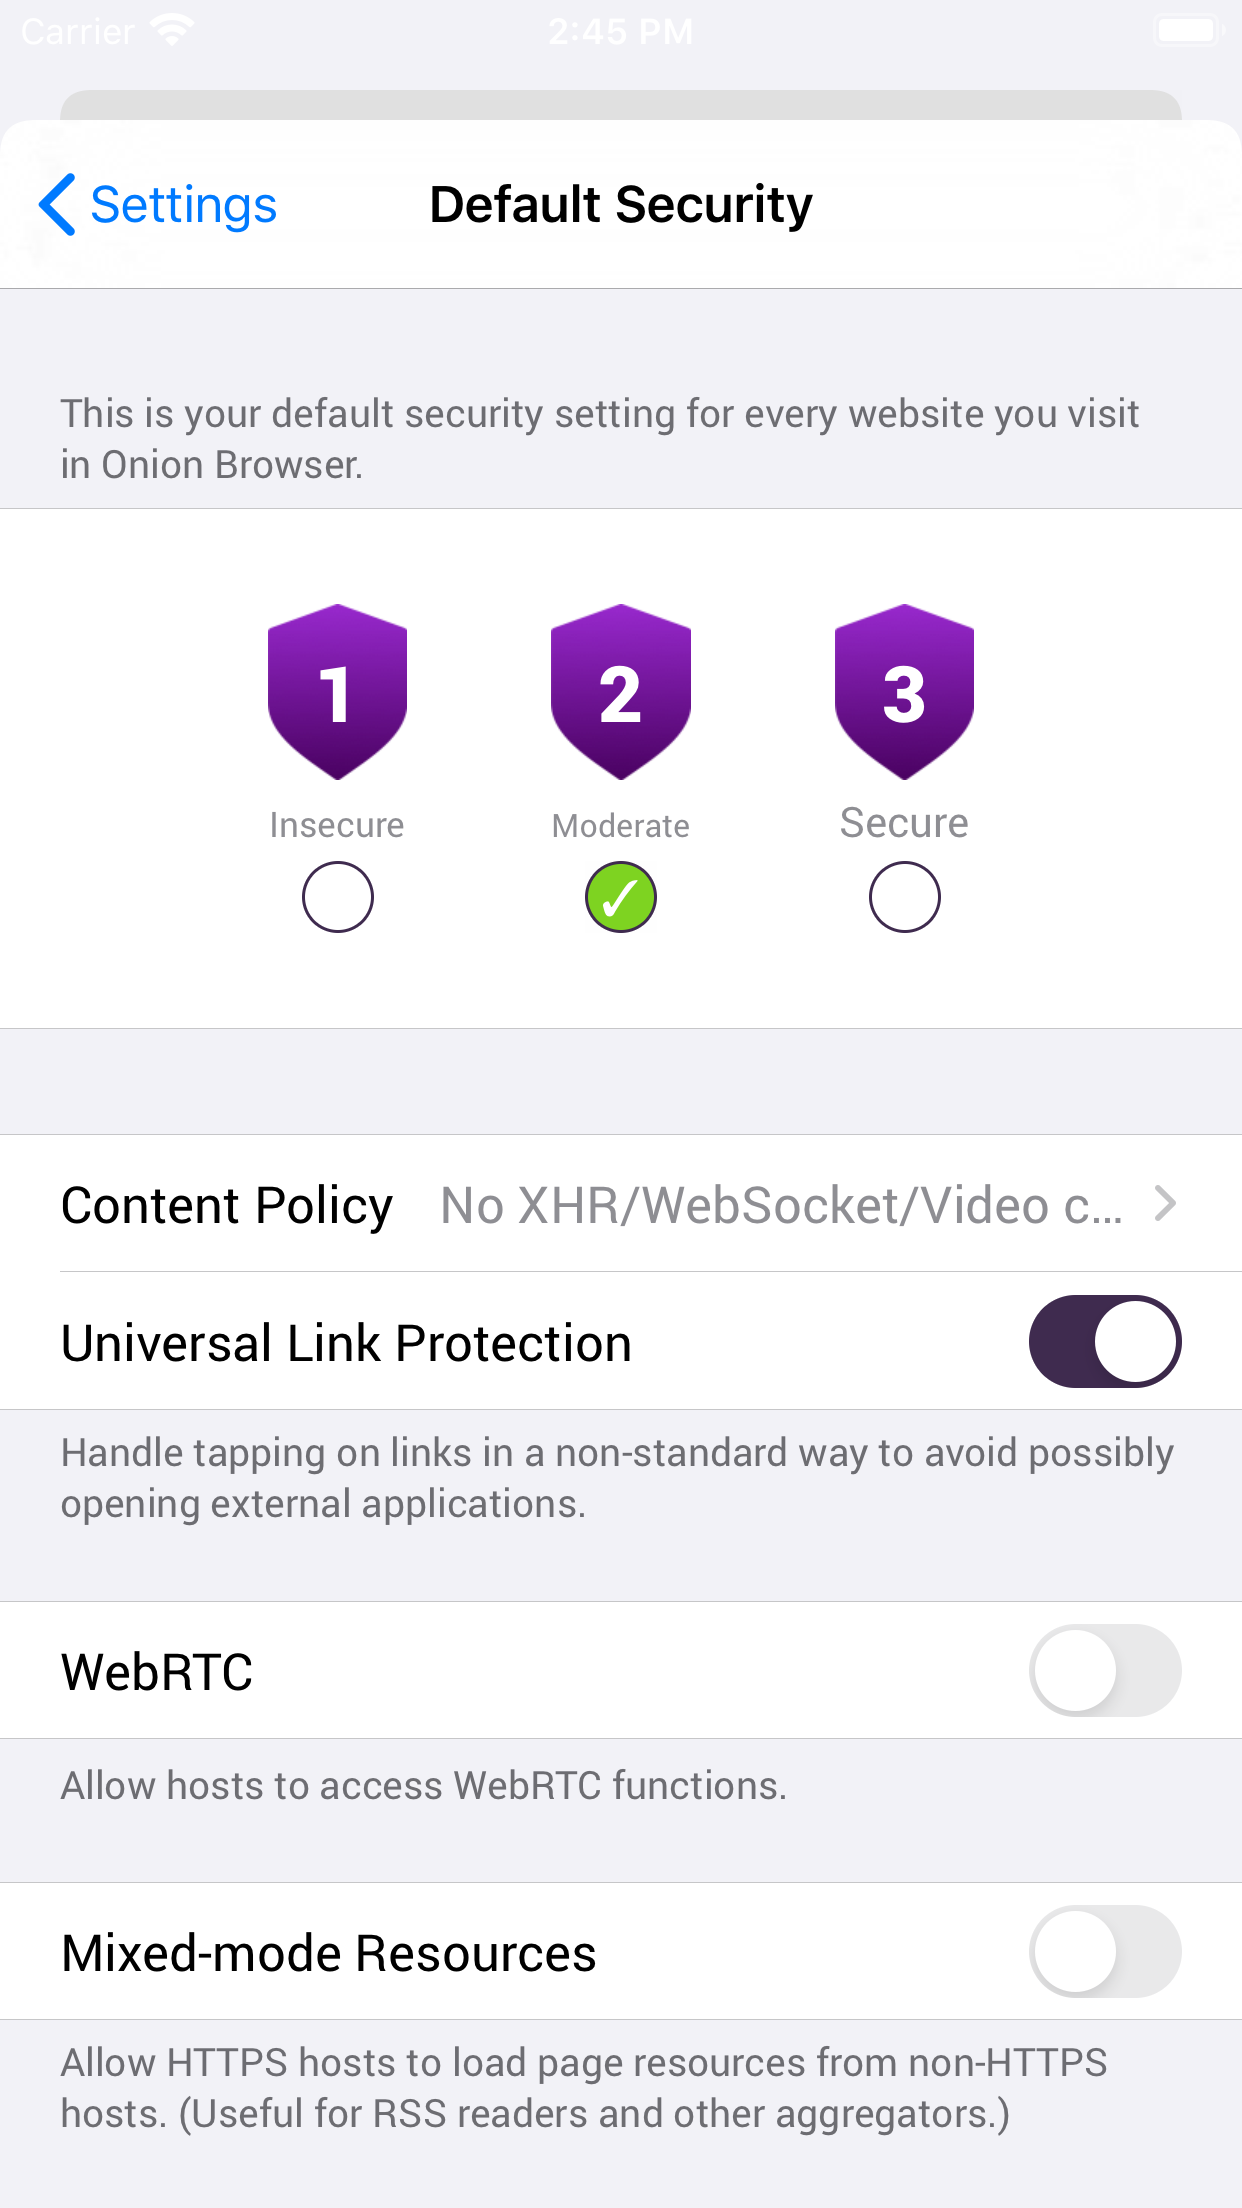 Carrier 2:45 PM
Settings Default Security
This is your default security setting for every website you visit
in Onion Browser.
1 2 3
Insecure Moderate Secure
Content Policy No XHR/WebSocket/Video c...
Universal Link Protection
Handle tapping on links in a non-standard way to avoid possibly
opening external applications.
WebRTC
Allow hosts to access WebRTC functions.
Mixed-mode Resources
Allow HTTPS hosts to load page resources from non-HTTPS
hosts. (Useful for RSS readers and other aggregators.)